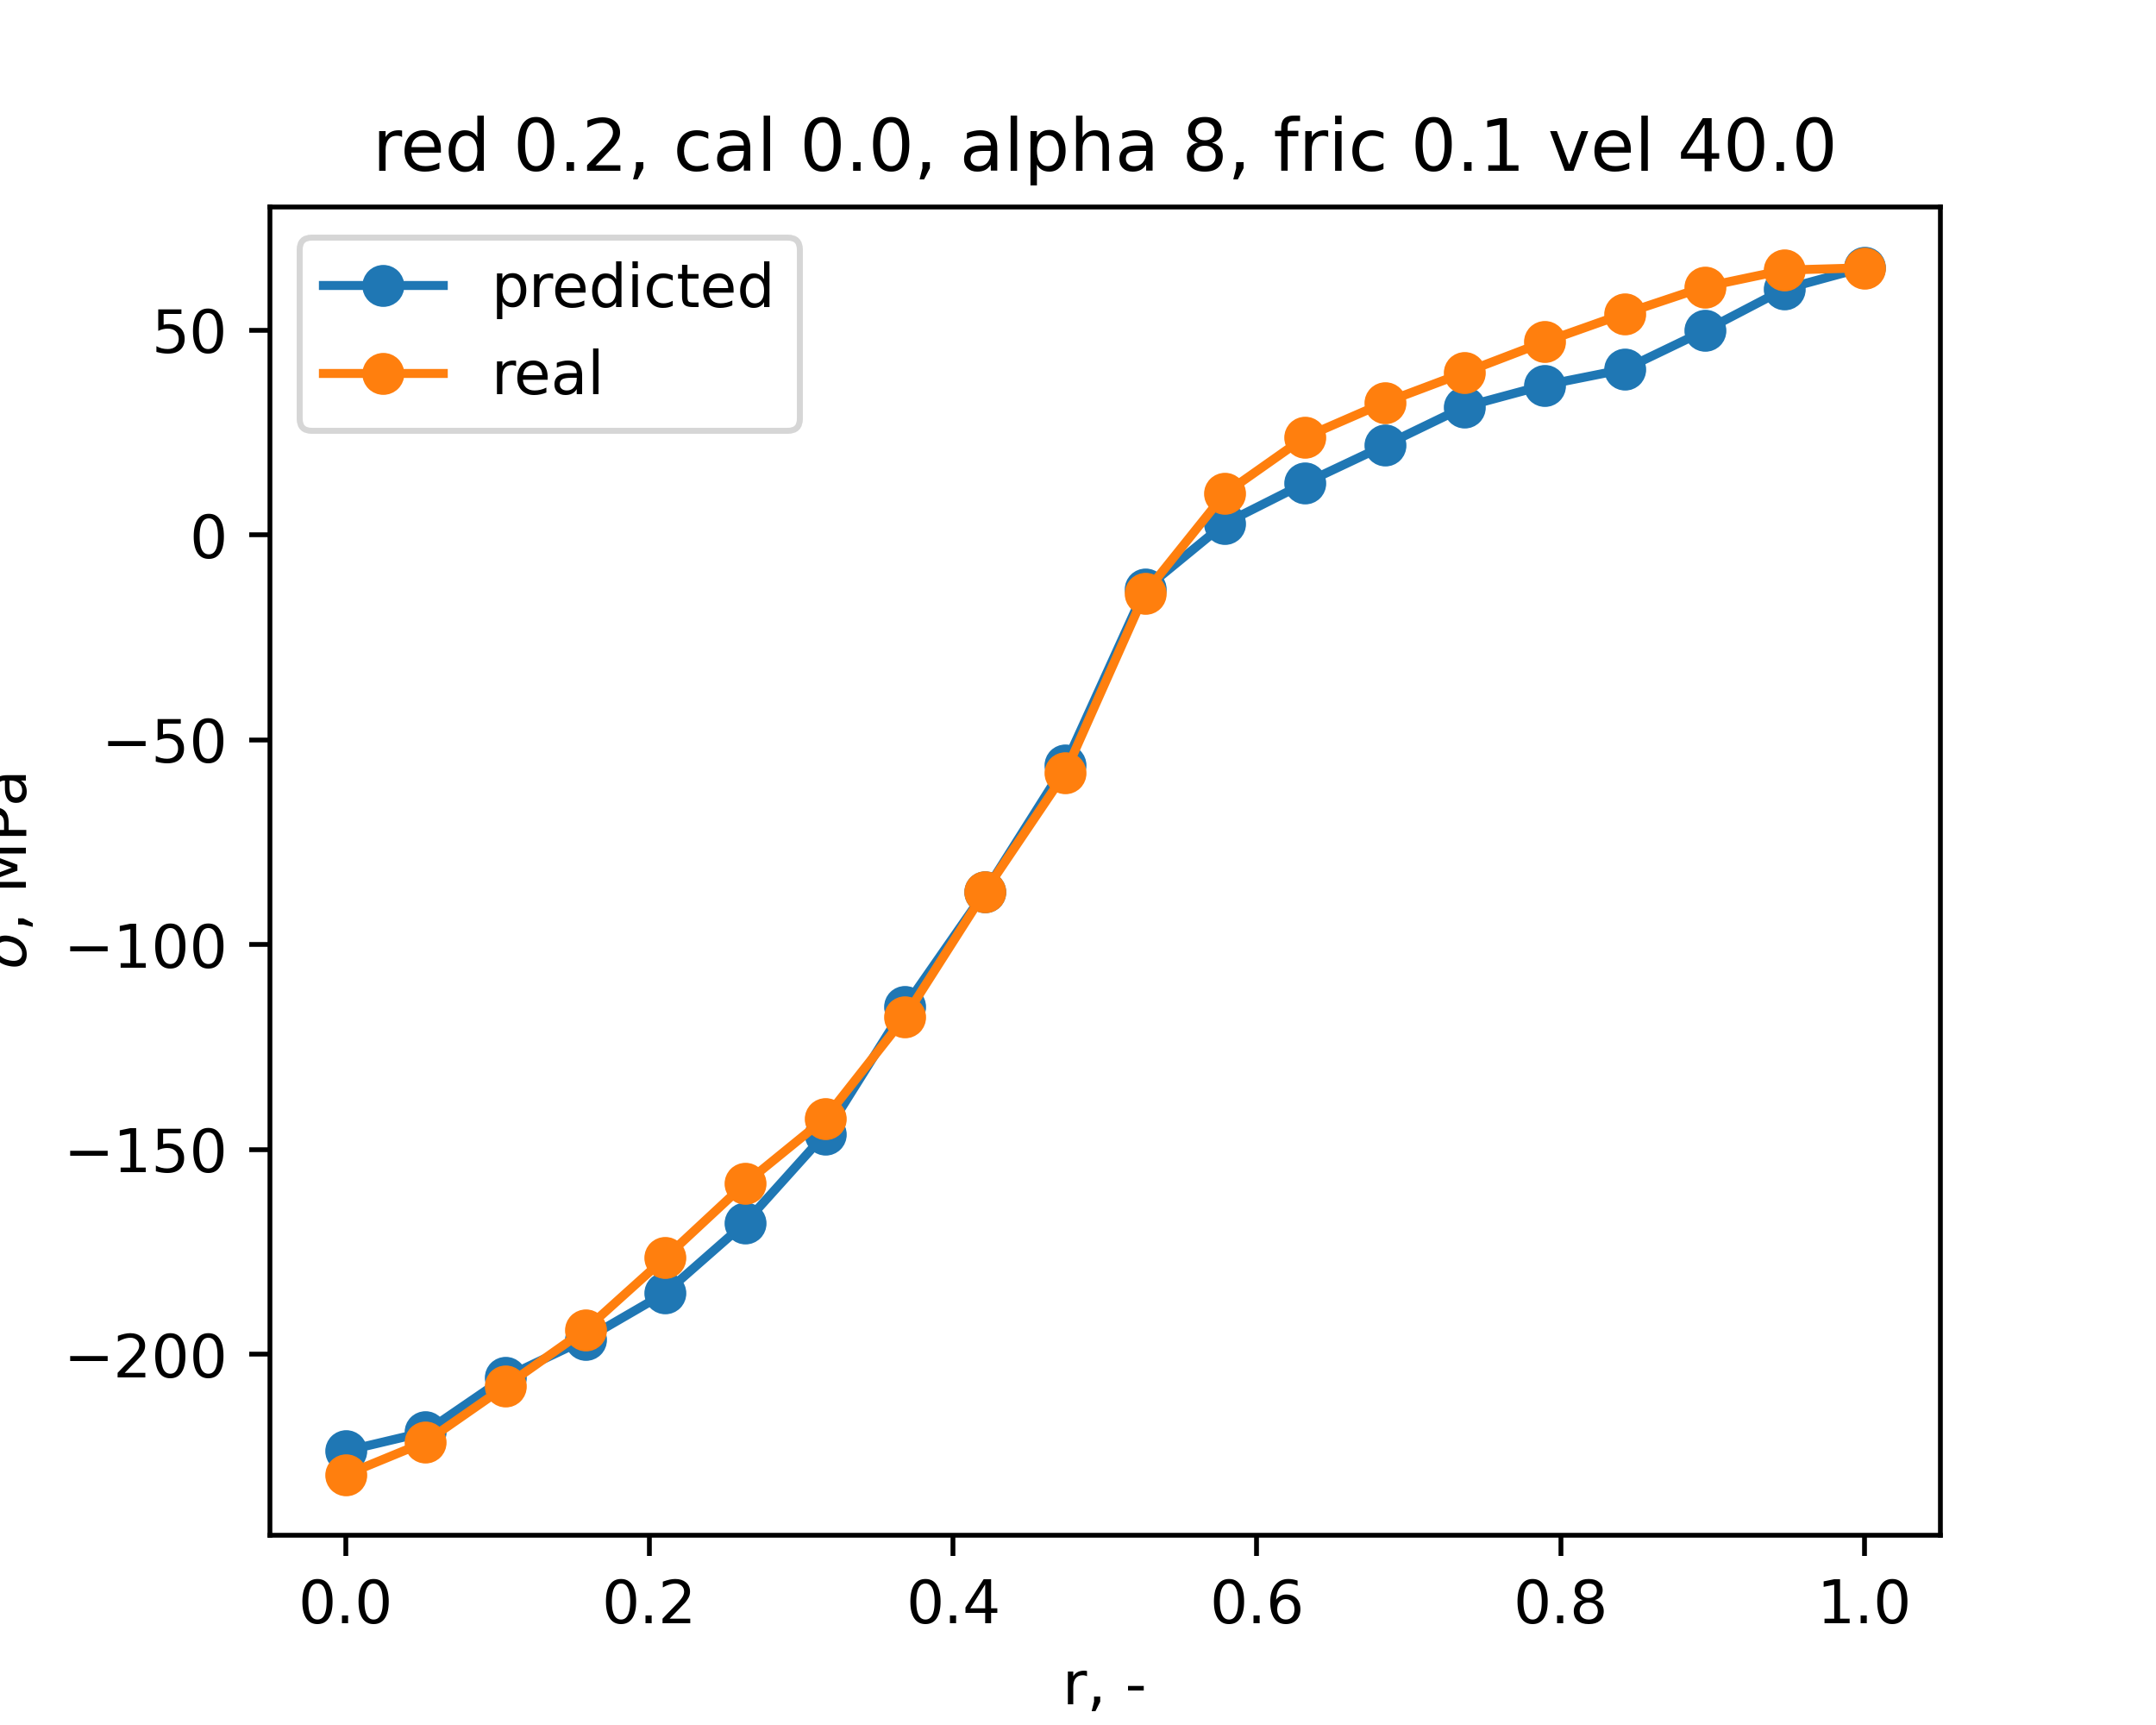 red 0.2, cal 0.0, alpha 8, fric 0.1 vel 40.0
predicted
real
50
0
−50
−100
−150
−200
σ, MPa
0.0 0.2 0.4 0.6 0.8 1.0
r, -